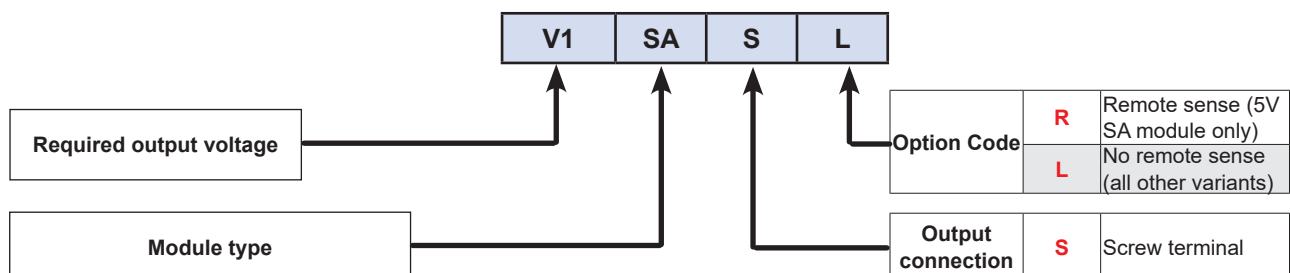 V1 SA S L
Required output voltage
Option Code
R
Remote sense (5V
SA module only)
L
No remote sense
(all other variants)
Module type
Output
connection
S
Screw terminal